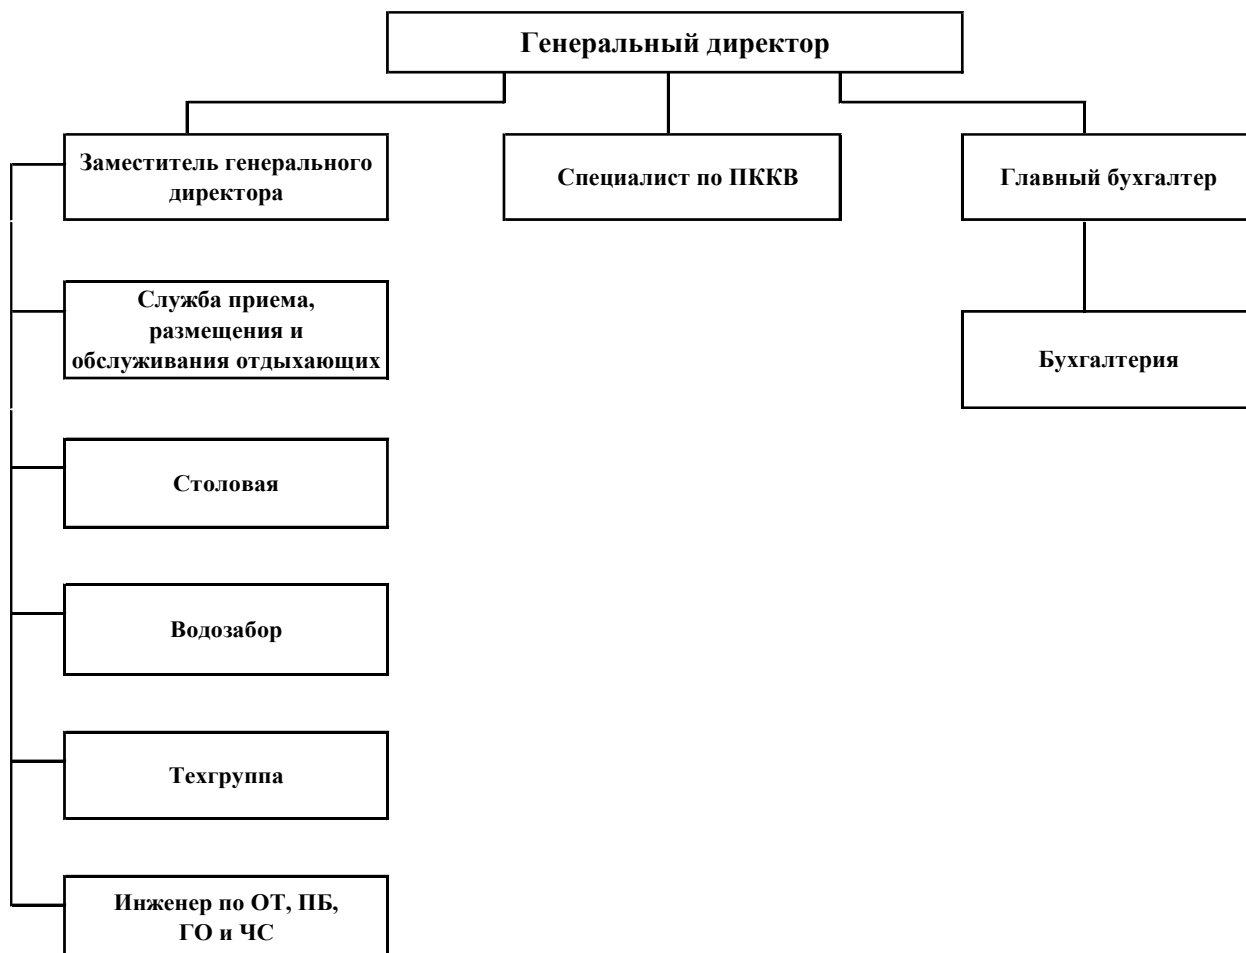 Генеральный директор
Заместитель генерального
директора
Специалист по ПККВ
Главный бухгалтер
Служба приема,
размещения и
обслуживания отдыхающих
Бухгалтерия
Столовая
Водозабор
Техгруппа
Инженер по ОТ, ПБ,
ГО и ЧС